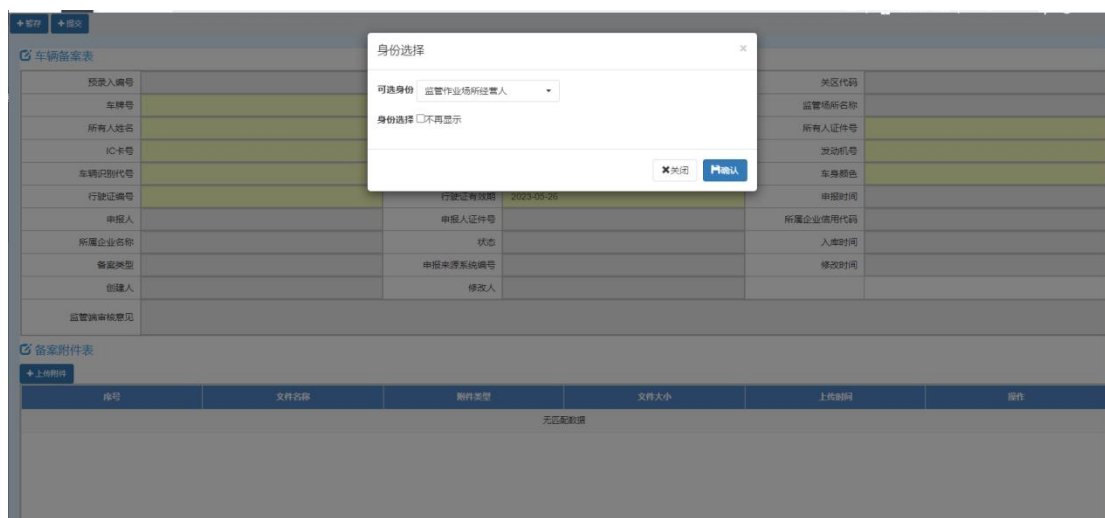 暂存 提交
车辆备案表
身份选择 ×
可选身份 监管作业场所经营人
身份选择 不再显示
关闭 确认
预录入编号 关区代码
车牌号 监管场所名称
所有人姓名 所有人证件号
IC卡号 发动机号
车辆识别代号 车身颜色
行驶证编号 行驶证有效期 2023-05-26 申报时间
申报人 申报人证件号 所属企业信用代码
所属企业名称 状态 入库时间
备案类型 申报来源系统编号 修改时间
创建人 修改人
监管端审核意见
备案附件表
上传附件
序号 文件名称 附件类型 文件大小 上传时间 操作
无匹配数据